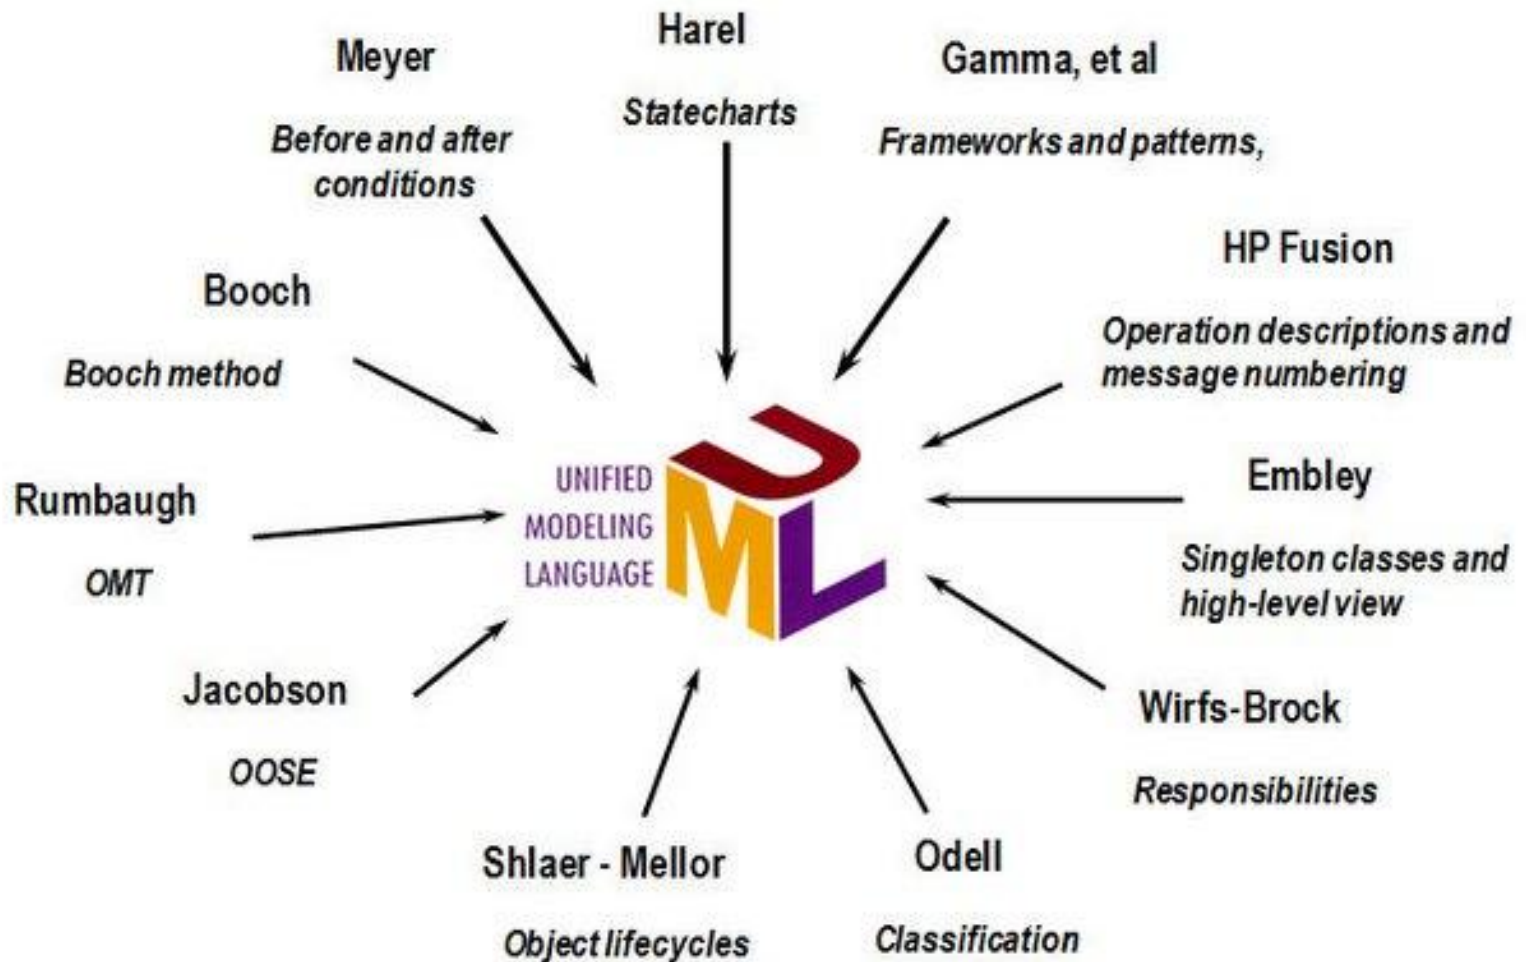 Harel
Statecharts
Meyer
Before and after
conditions
Gamma, et al
Frameworks and patterns,
HP Fusion
Operation descriptions and
message numbering
Booch
Booch method
Embley
Singleton classes and
high-level view
Rumbaugh
OMT
UNIFIED
MODELING
LANGUAGE
UML
Jacobson
OOSE
Wirfs-Brock
Responsibilities
Shlaer - Mellor
Object lifecycles
Odell
Classification